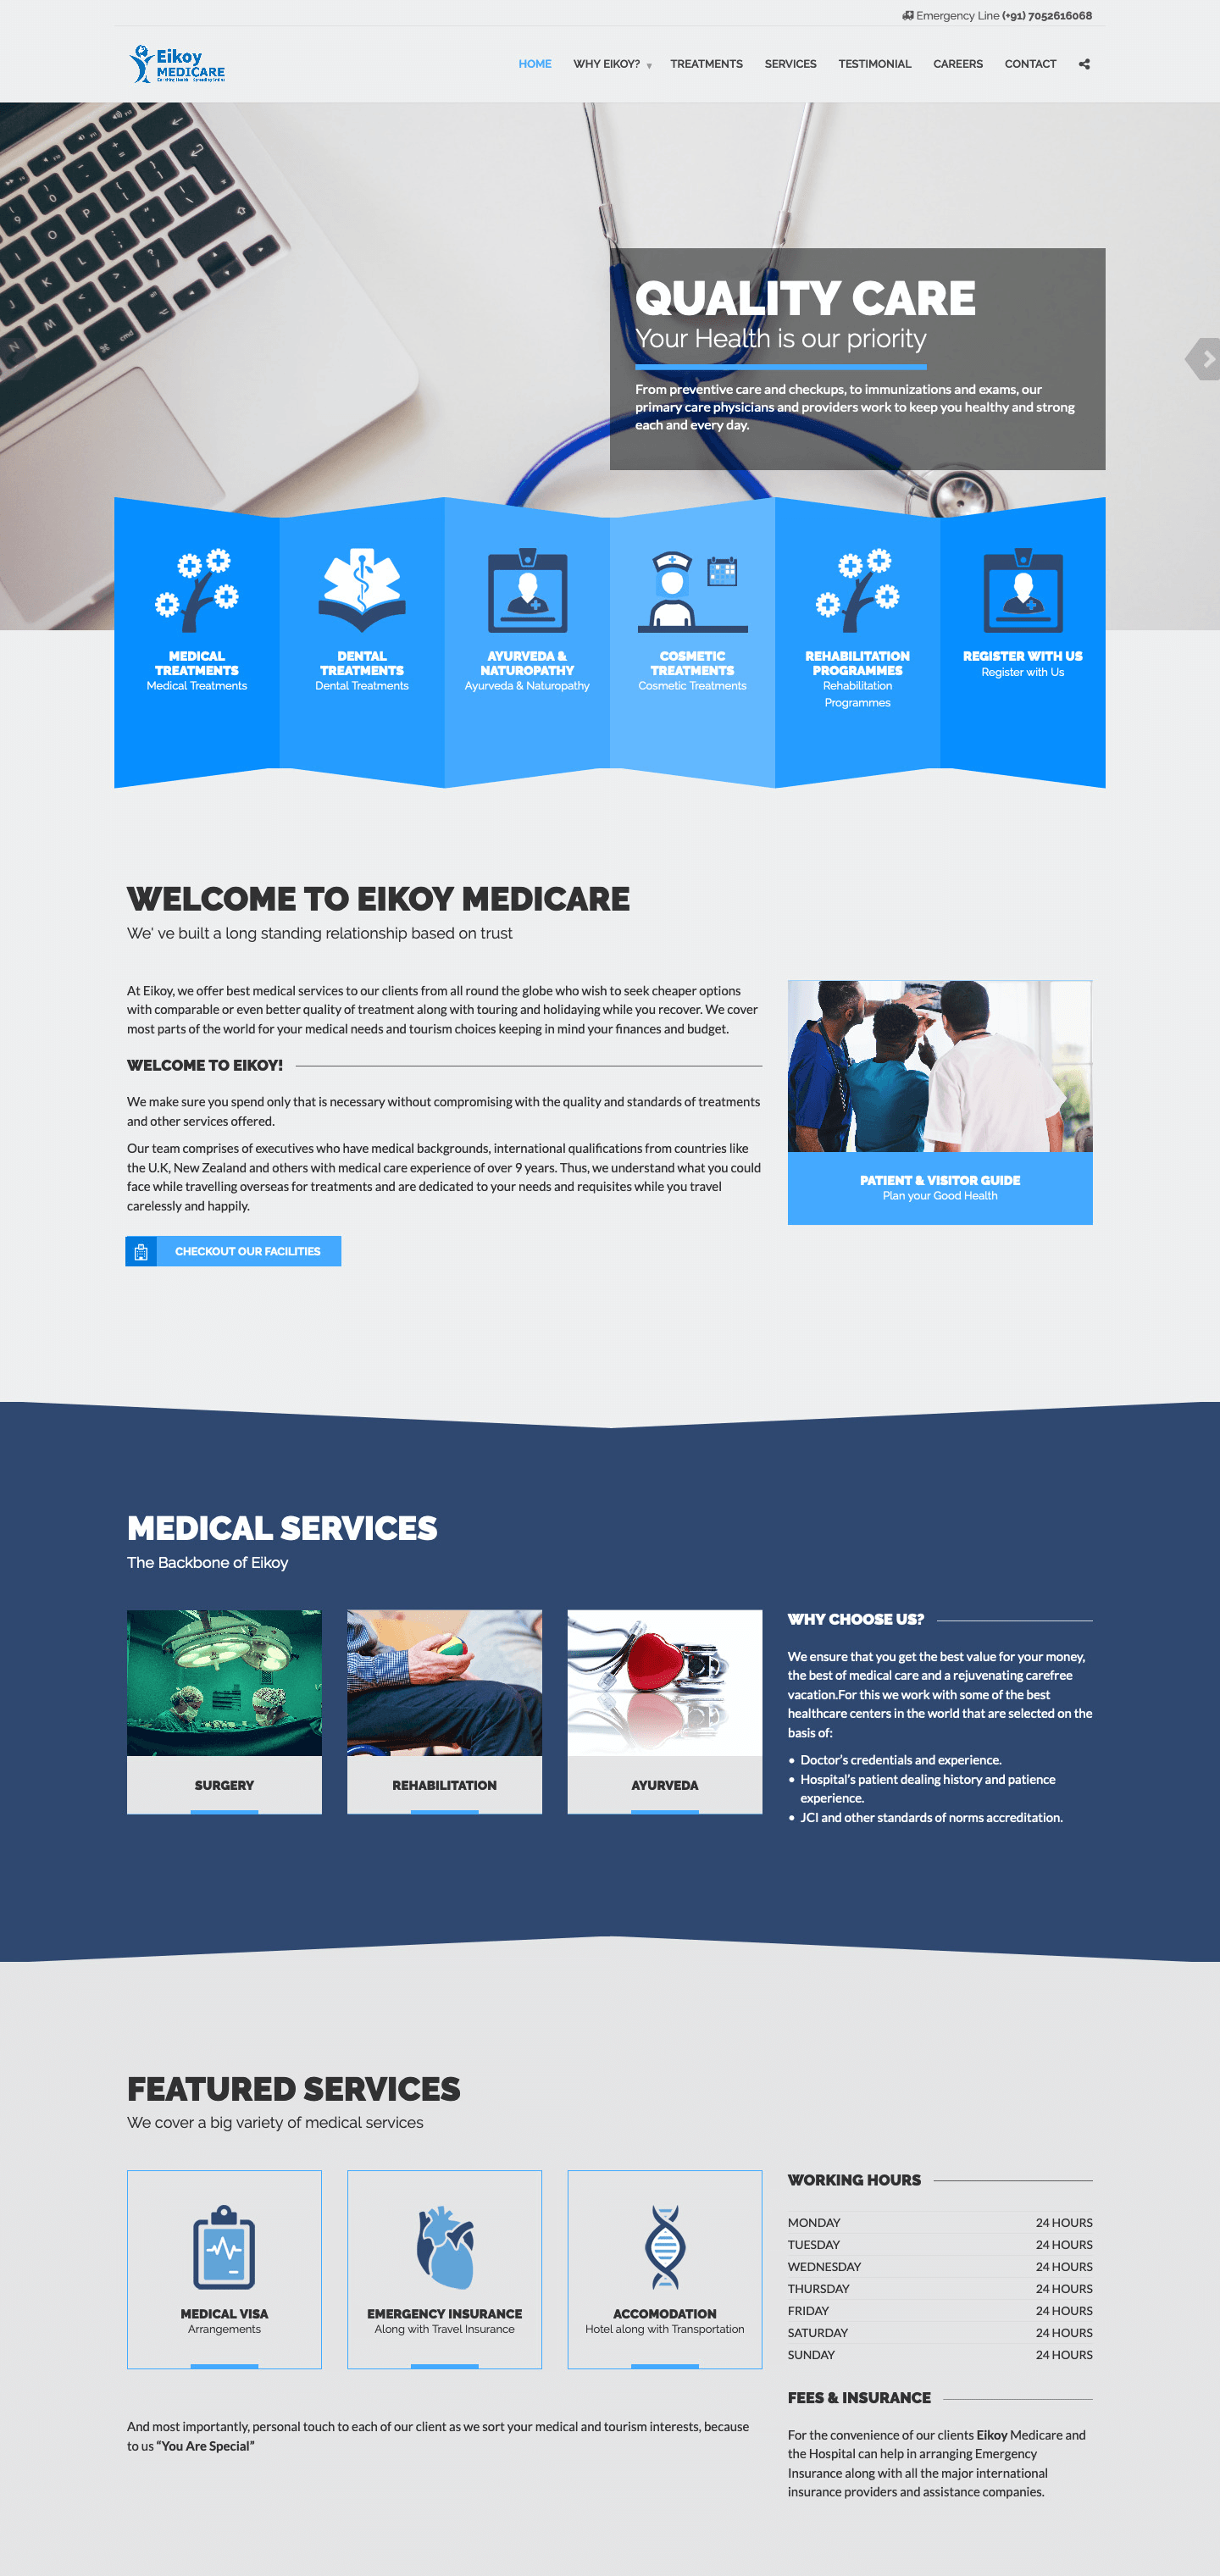 Emergency Line (+91) 7052616068
Eikoy
MEDICARE
HOME WHY EIKOY? TREATMENTS SERVICES TESTIMONIAL CAREERS CONTACT
QUALITY CARE
Your Health is our priority
From preventive care and checkups, to immunizations and exams, our
primary care physicians and providers work to keep you healthy and strong
each and every day.
MEDICAL
TREATMENTS
Medical Treatments
DENTAL
TREATMENTS
Dental Treatments
AYURVEDA &
NATUROPATHY
Ayurveda & Naturopathy
COSMETIC
TREATMENTS
Cosmetic Treatments
REHABILITATION
PROGRAMMES
Rehabilitation
Programmes
REGISTER WITH US
Register with Us
WELCOME TO EIKOY MEDICARE
We' ve built a long standing relationship based on trust
At Eikoy, we offer best medical services to our clients from all round the globe who wish to seek cheaper options
with comparable or even better quality of treatment along with touring and holidaying while you recover. We cover
most parts of the world for your medical needs and tourism choices keeping in mind your finances and budget.
WELCOME TO EIKOY!
We make sure you spend only that is necessary without compromising with the quality and standards of treatments
and other services offered.
Our team comprises of executives who have medical backgrounds, international qualifications from countries like
the U.K, New Zealand and others with medical care experience of over 9 years. Thus, we understand what you could
face while travelling overseas for treatments and are dedicated to your needs and requisites while you travel
carelessly and happily.
CHECKOUT OUR FACILITIES
PATIENT & VISITOR GUIDE
Plan your Good Health
MEDICAL SERVICES
The Backbone of Eikoy
SURGERY
REHABILITATION
AYURVEDA
WHY CHOOSE US?
We ensure that you get the best value for your money,
the best of medical care and a rejuvenating carefree
vacation.For this we work with some of the best
healthcare centers in the world that are selected on the
basis of:
• Doctor's credentials and experience.
• Hospital's patient dealing history and patience
experience.
• JCI and other standards of norms accreditation.
FEATURED SERVICES
We cover a big variety of medical services
MEDICAL VISA
Arrangements
EMERGENCY INSURANCE
Along with Travel Insurance
ACCOMODATION
Hotel along with Transportation
And most importantly, personal touch to each of our client as we sort your medical and tourism interests, because
to us "You Are Special"
WORKING HOURS
MONDAY 24 HOURS
TUESDAY 24 HOURS
WEDNESDAY 24 HOURS
THURSDAY 24 HOURS
FRIDAY 24 HOURS
SATURDAY 24 HOURS
SUNDAY 24 HOURS
FEES & INSURANCE
For the convenience of our clients Eikoy Medicare and
the Hospital can help in arranging Emergency
Insurance along with all the major international
insurance providers and assistance companies.